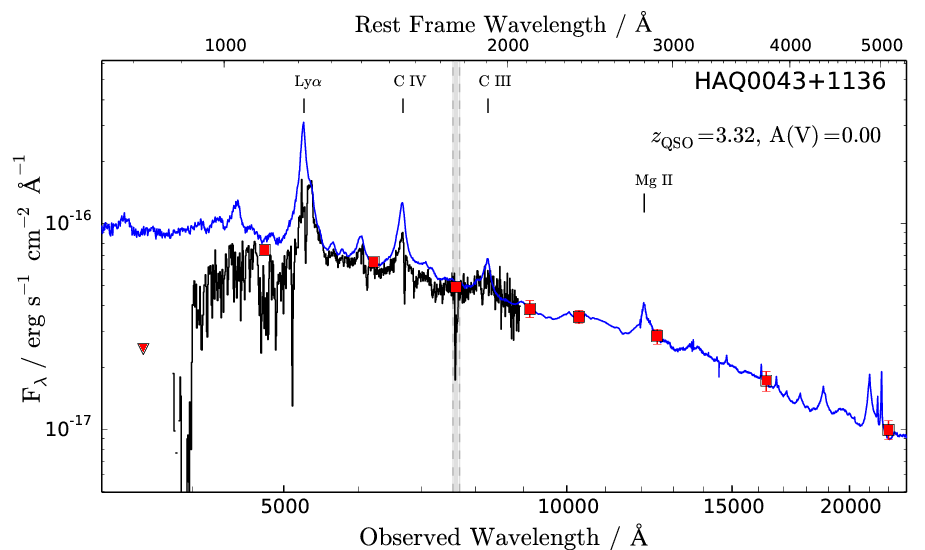 Rest Frame Wavelength / Å
1000 2000 3000 4000 5000
HAQ0043+1136
Lyα C IV C III
z_QSO = 3.32, A(V) = 0.00
Mg II
F_λ / erg s⁻¹ cm⁻² Å⁻¹
10⁻¹⁶
10⁻¹⁷
5000 10000 15000 20000
Observed Wavelength / Å